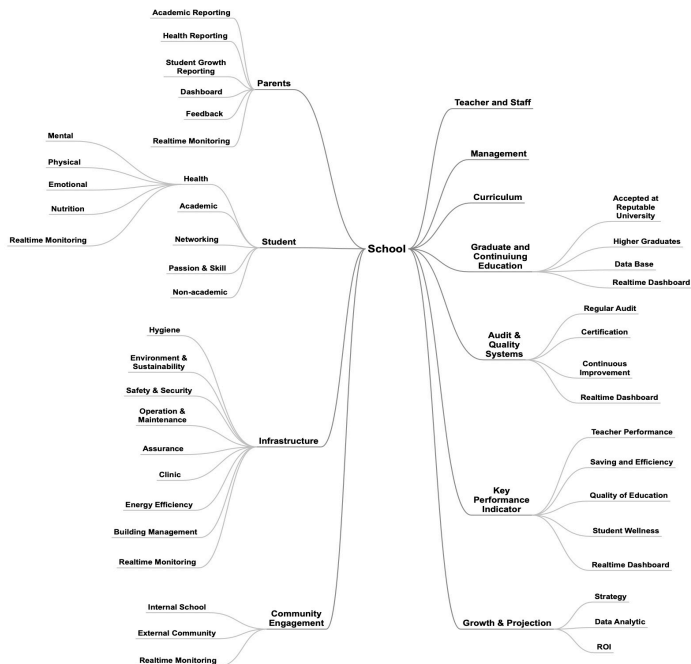 Academic Reporting
Health Reporting
Student Growth
Reporting
Dashboard
Feedback
Realtime Monitoring
Parents
Mental
Physical
Emotional
Nutrition
Realtime Monitoring
Health
Academic
Networking
Passion & Skill
Non-academic
Student
Hygiene
Environment &
Sustainability
Safety & Security
Operation &
Maintenance
Assurance
Clinic
Energy Efficiency
Building Management
Realtime Monitoring
Infrastructure
Internal School
External Community
Realtime Monitoring
Community
Engagement
School
Teacher and Staff
Management
Curriculum
Graduate and
Continuiung
Education
Accepted at
Reputable
University
Higher Graduates
Data Base
Realtime Dashboard
Audit &
Quality
Systems
Regular Audit
Certification
Continuous
Improvement
Realtime Dashboard
Key
Performance
Indicator
Teacher Performance
Saving and Efficiency
Quality of Education
Student Wellness
Realtime Dashboard
Growth & Projection
Strategy
Data Analytic
ROI